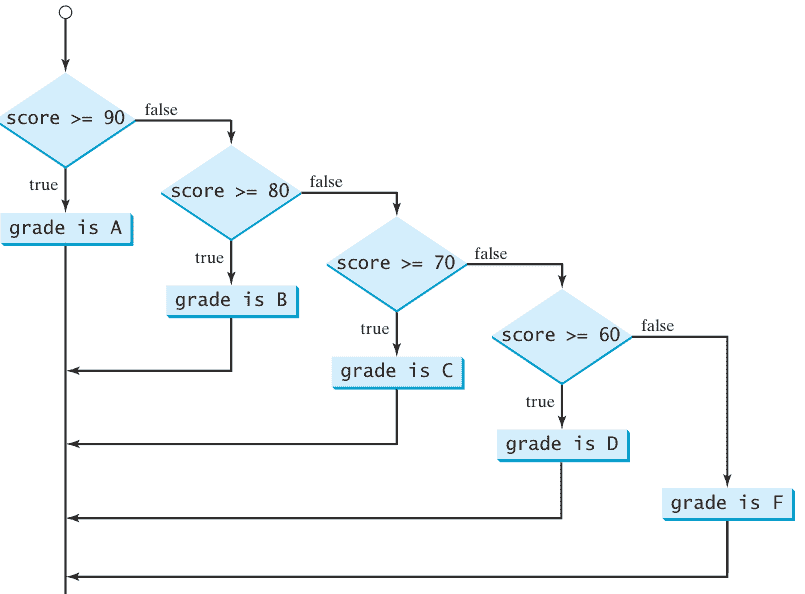 score >= 90
false
true
grade is A
score >= 80
false
true
grade is B
score >= 70
false
true
grade is C
score >= 60
false
true
grade is D
grade is F